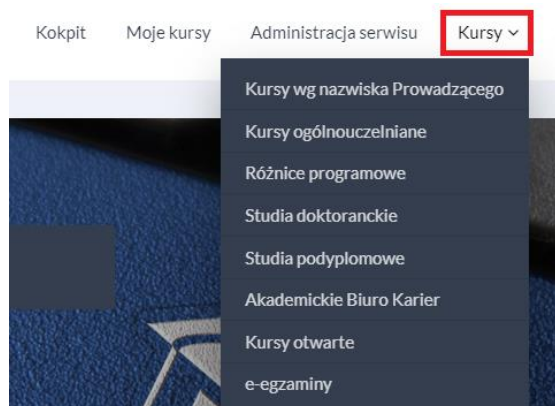 Kokpit Moje kursy Administracja serwisu Kursy
Kursy wg nazwiska Prowadzącego
Kursy ogólnouczelniane
Różnice programowe
Studia doktoranckie
Studia podyplomowe
Akademickie Biuro Karier
Kursy otwarte
e-egzaminy